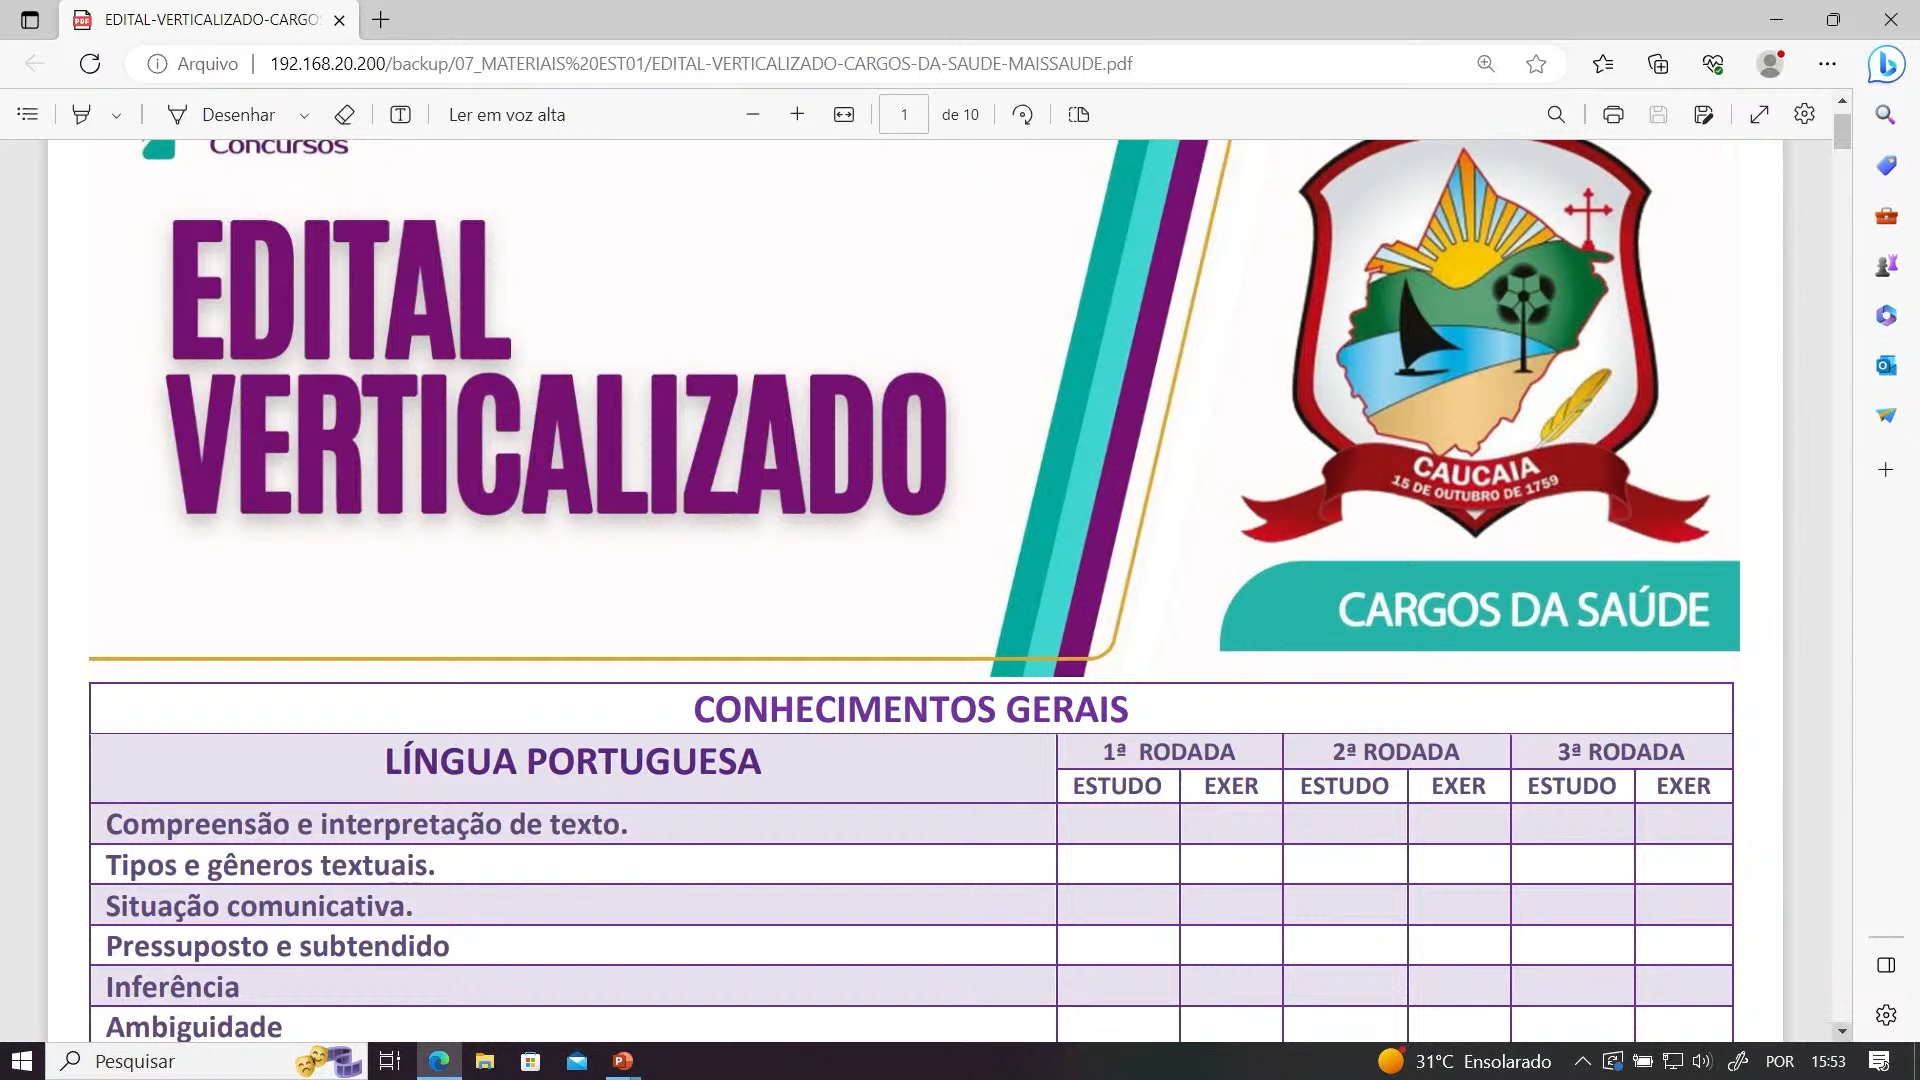 EDITAL-VERTICALIZADO-CARGO
Arquivo
192.168.20.200/backup/07_MATERIAIS%20EST01/EDITAL-VERTICALIZADO-CARGOS-DA-SAUDE-MAISSAUDE.pdf
Desenhar
Ler em voz alta
1
de 10
Concursos
EDITAL
VERTICALIZADO
CAUCAIA
15 DE OUTUBRO DE 1759
CARGOS DA SAÚDE
CONHECIMENTOS GERAIS
LÍNGUA PORTUGUESA
1ª RODADA
2ª RODADA
3ª RODADA
ESTUDO
EXER
ESTUDO
EXER
ESTUDO
EXER
Compreensão e interpretação de texto.
Tipos e gêneros textuais.
Situação comunicativa.
Pressuposto e subtendido
Inferência
Ambiguidade
Pesquisar
31°C Ensolarado
POR
15:53